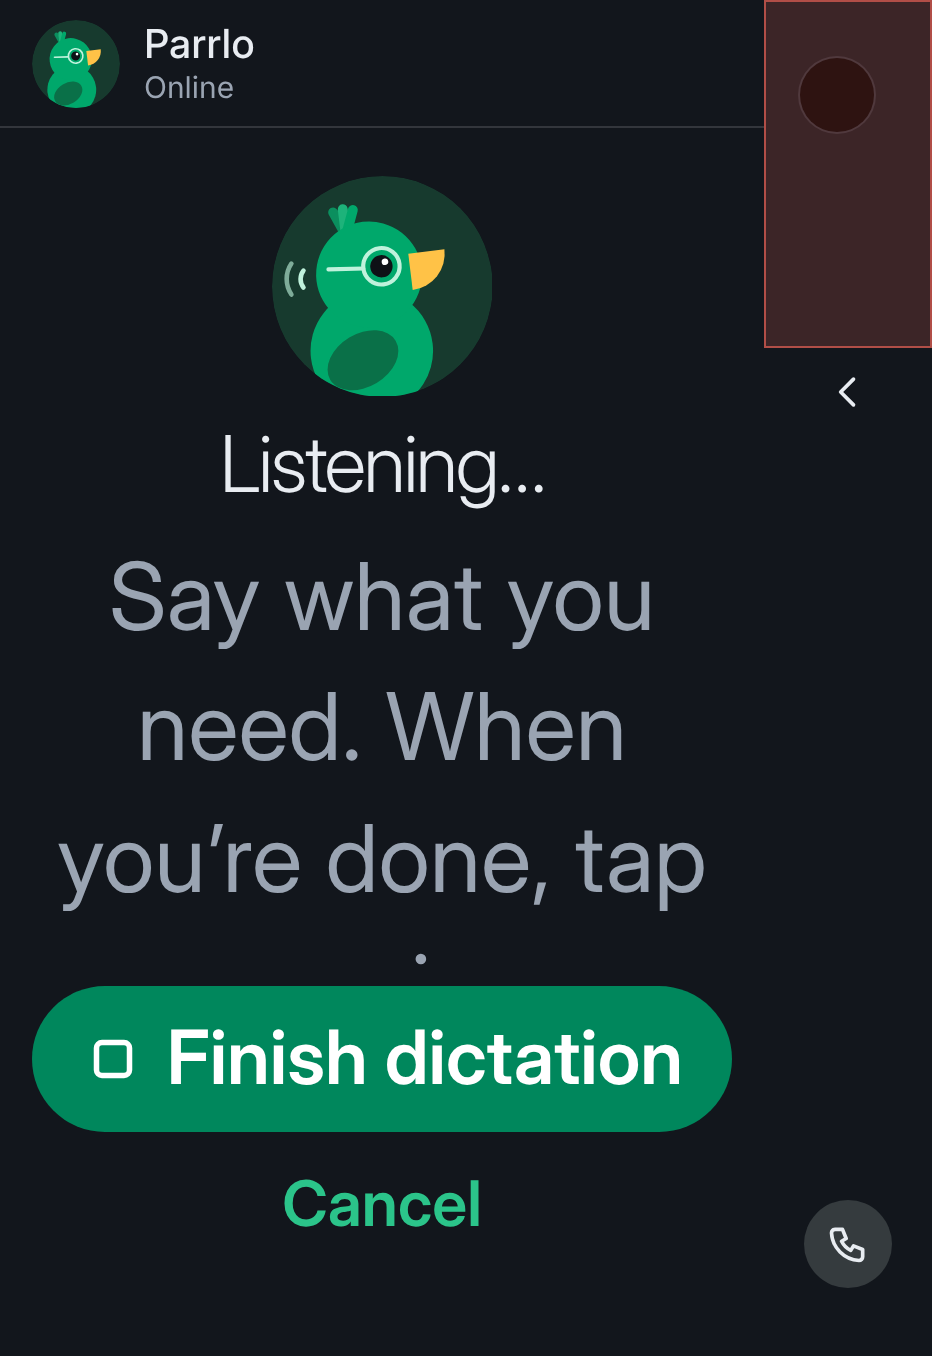 Parrlo
Online
Listening...
Say what you
need. When
you’re done, tap
.
Finish dictation
Cancel